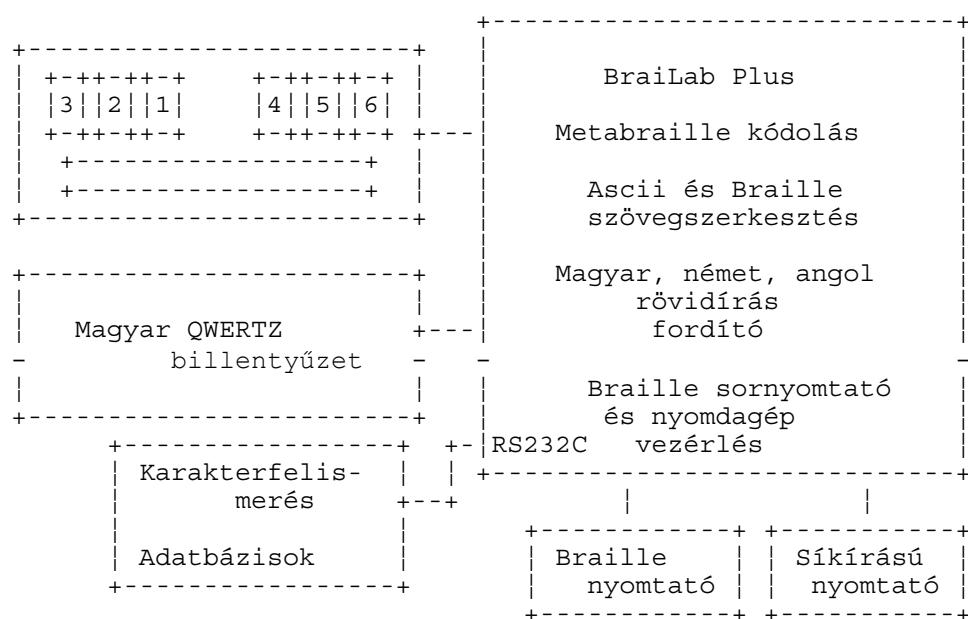 BraiLab Plus
3 2 1 4 5 6
Metabraille kódolás
Ascii és Braille
szövegszerkesztés
Magyar, német, angol
rövidírás
fordító
Magyar QWERTZ
billentyűzet
Braille sornyomtató
és nyomdagép
RS232C vezérlés
Karakterfelis-
merés
Adatbázisok
Braille
nyomtató
Síkírású
nyomtató